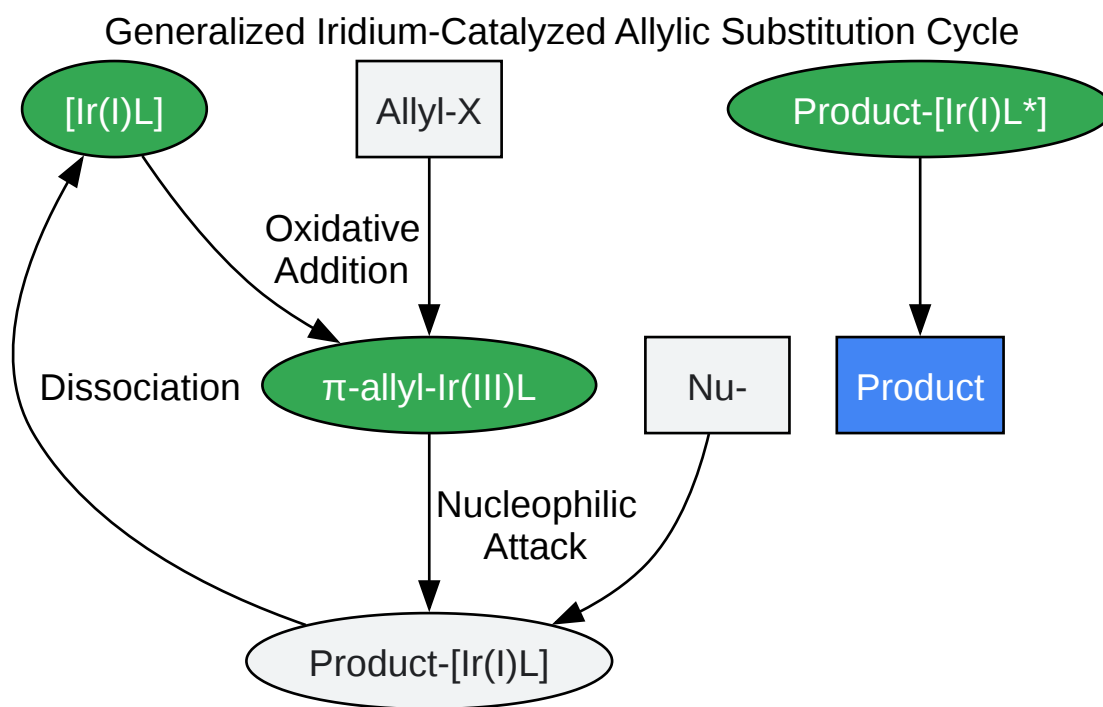 Generalized Iridium-Catalyzed Allylic Substitution Cycle
[Ir(I)L]
Allyl-X
Product-[Ir(I)L*]
Oxidative
Addition
Dissociation
π-allyl-Ir(III)L
Nu-
Product
Nucleophilic
Attack
Product-[Ir(I)L]